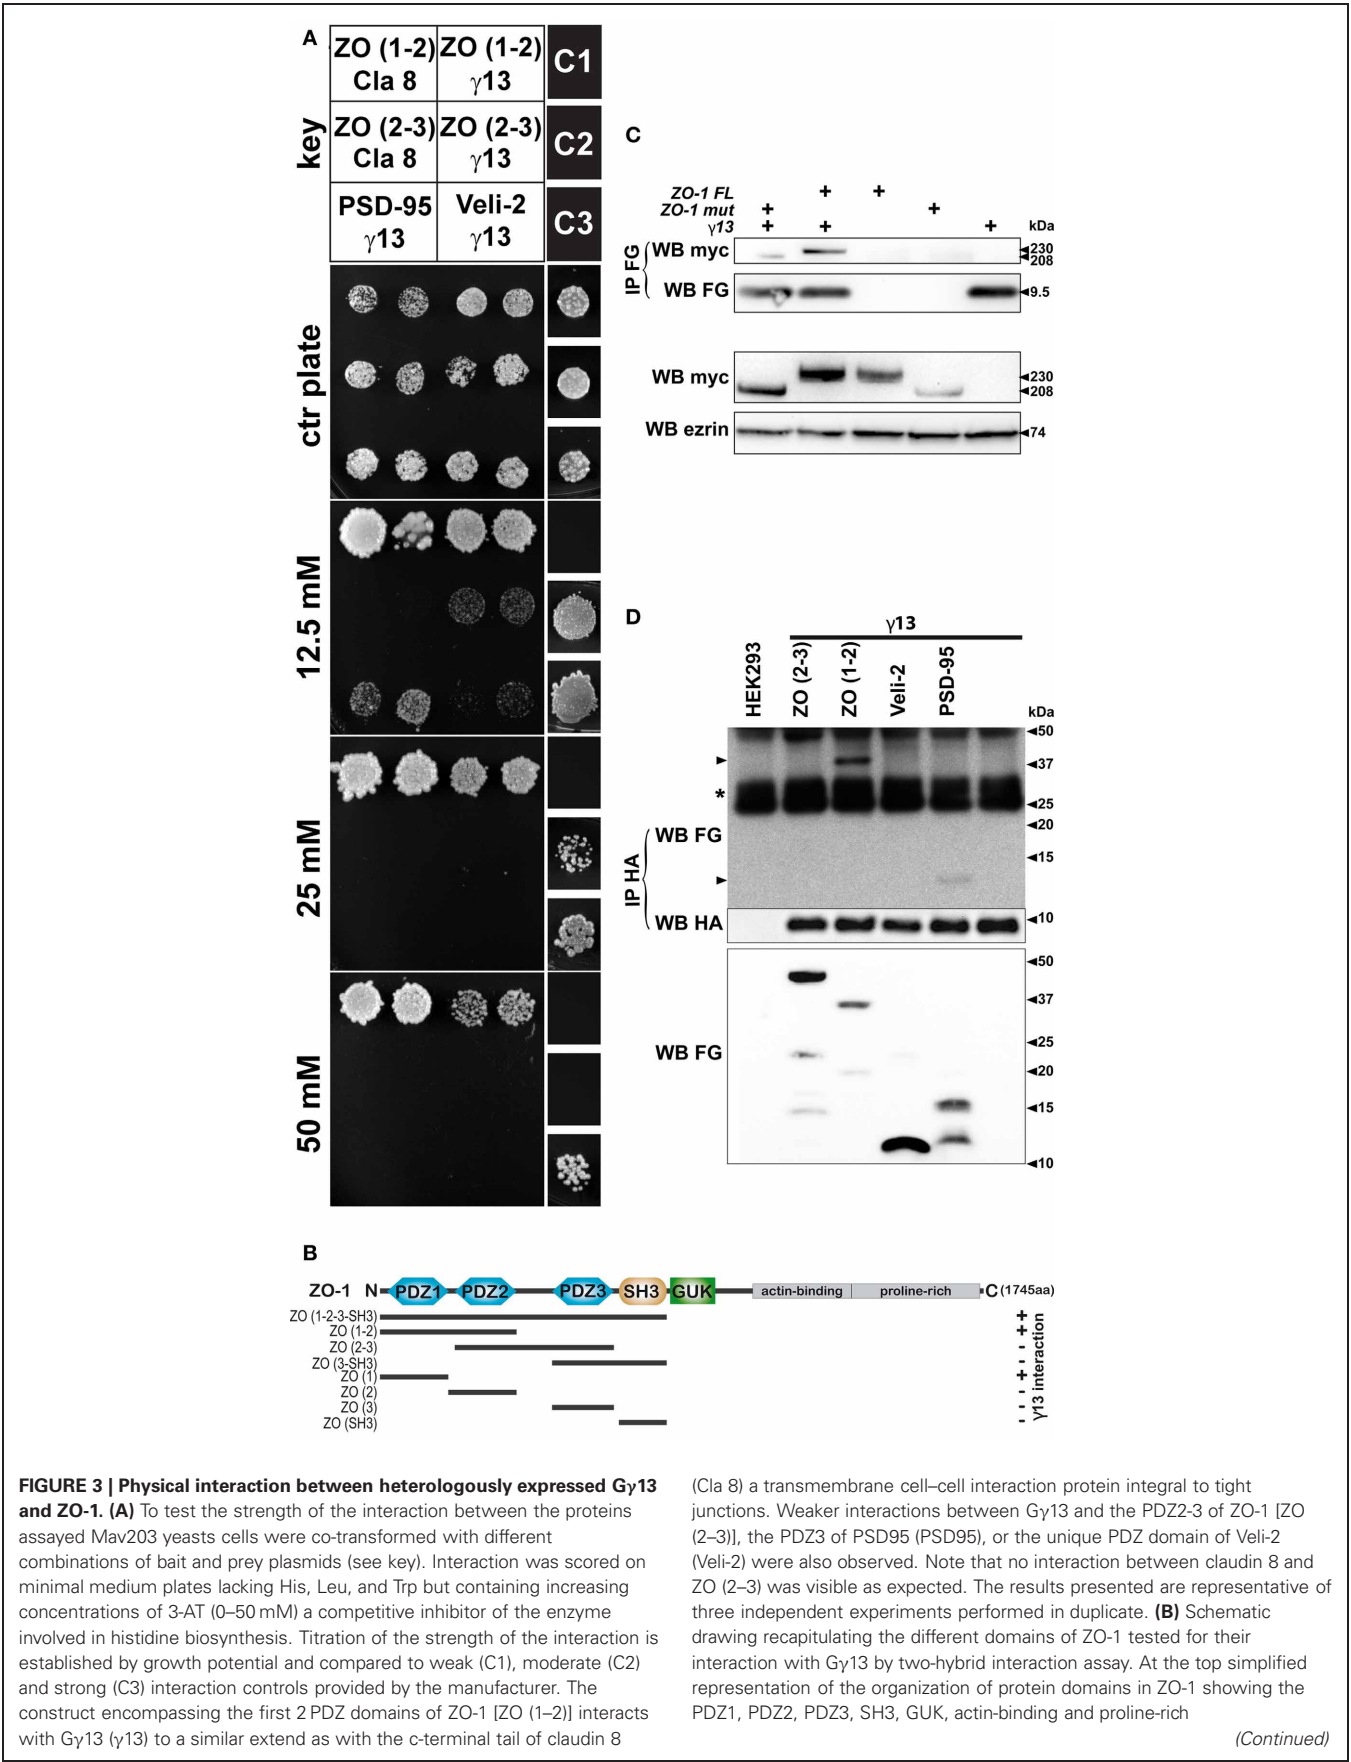 A
ZO (1-2) ZO (1-2) C1
Cla 8 γ13
key
ZO (2-3) ZO (2-3) C2
Cla 8 γ13
PSD-95 Veli-2 C3
γ13 γ13
ctr plate
12.5 mM
25 mM
50 mM
C
ZO-1 FL + +
ZO-1 mut + +
γ13 + + + kDa
IP FG
WB myc ◄230
◄208
WB FG ◄9.5
WB myc ◄230
◄208
WB ezrin ◄74
D
γ13
HEK293 ZO (2-3) ZO (1-2) Veli-2 PSD-95
kDa
◄50
◄37
*
◄25
◄20
IP HA
WB FG
◄15
WB HA ◄10
◄50
◄37
◄25
WB FG
◄20
◄15
◄10
B
ZO-1 N PDZ1 PDZ2 PDZ3 SH3 GUK actin-binding proline-rich C (1745aa)
ZO (1-2-3-SH3) +
ZO (1-2) +
ZO (2-3) -
ZO (3-SH3) -
ZO (1) +
ZO (2) -
ZO (3) -
ZO (SH3) -
γ13 interaction
FIGURE 3 | Physical interaction between heterologously expressed Gγ13
and ZO-1. (A) To test the strength of the interaction between the proteins
assayed Mav203 yeasts cells were co-transformed with different
combinations of bait and prey plasmids (see key). Interaction was scored on
minimal medium plates lacking His, Leu, and Trp but containing increasing
concentrations of 3-AT (0–50 mM) a competitive inhibitor of the enzyme
involved in histidine biosynthesis. Titration of the strength of the interaction is
established by growth potential and compared to weak (C1), moderate (C2)
and strong (C3) interaction controls provided by the manufacturer. The
construct encompassing the first 2 PDZ domains of ZO-1 [ZO (1–2)] interacts
with Gγ13 (γ13) to a similar extend as with the c-terminal tail of claudin 8
(Cla 8) a transmembrane cell–cell interaction protein integral to tight
junctions. Weaker interactions between Gγ13 and the PDZ2-3 of ZO-1 [ZO
(2–3)], the PDZ3 of PSD95 (PSD95), or the unique PDZ domain of Veli-2
(Veli-2) were also observed. Note that no interaction between claudin 8 and
ZO (2–3) was visible as expected. The results presented are representative of
three independent experiments performed in duplicate. (B) Schematic
drawing recapitulating the different domains of ZO-1 tested for their
interaction with Gγ13 by two-hybrid interaction assay. At the top simplified
representation of the organization of protein domains in ZO-1 showing the
PDZ1, PDZ2, PDZ3, SH3, GUK, actin-binding and proline-rich
(Continued)